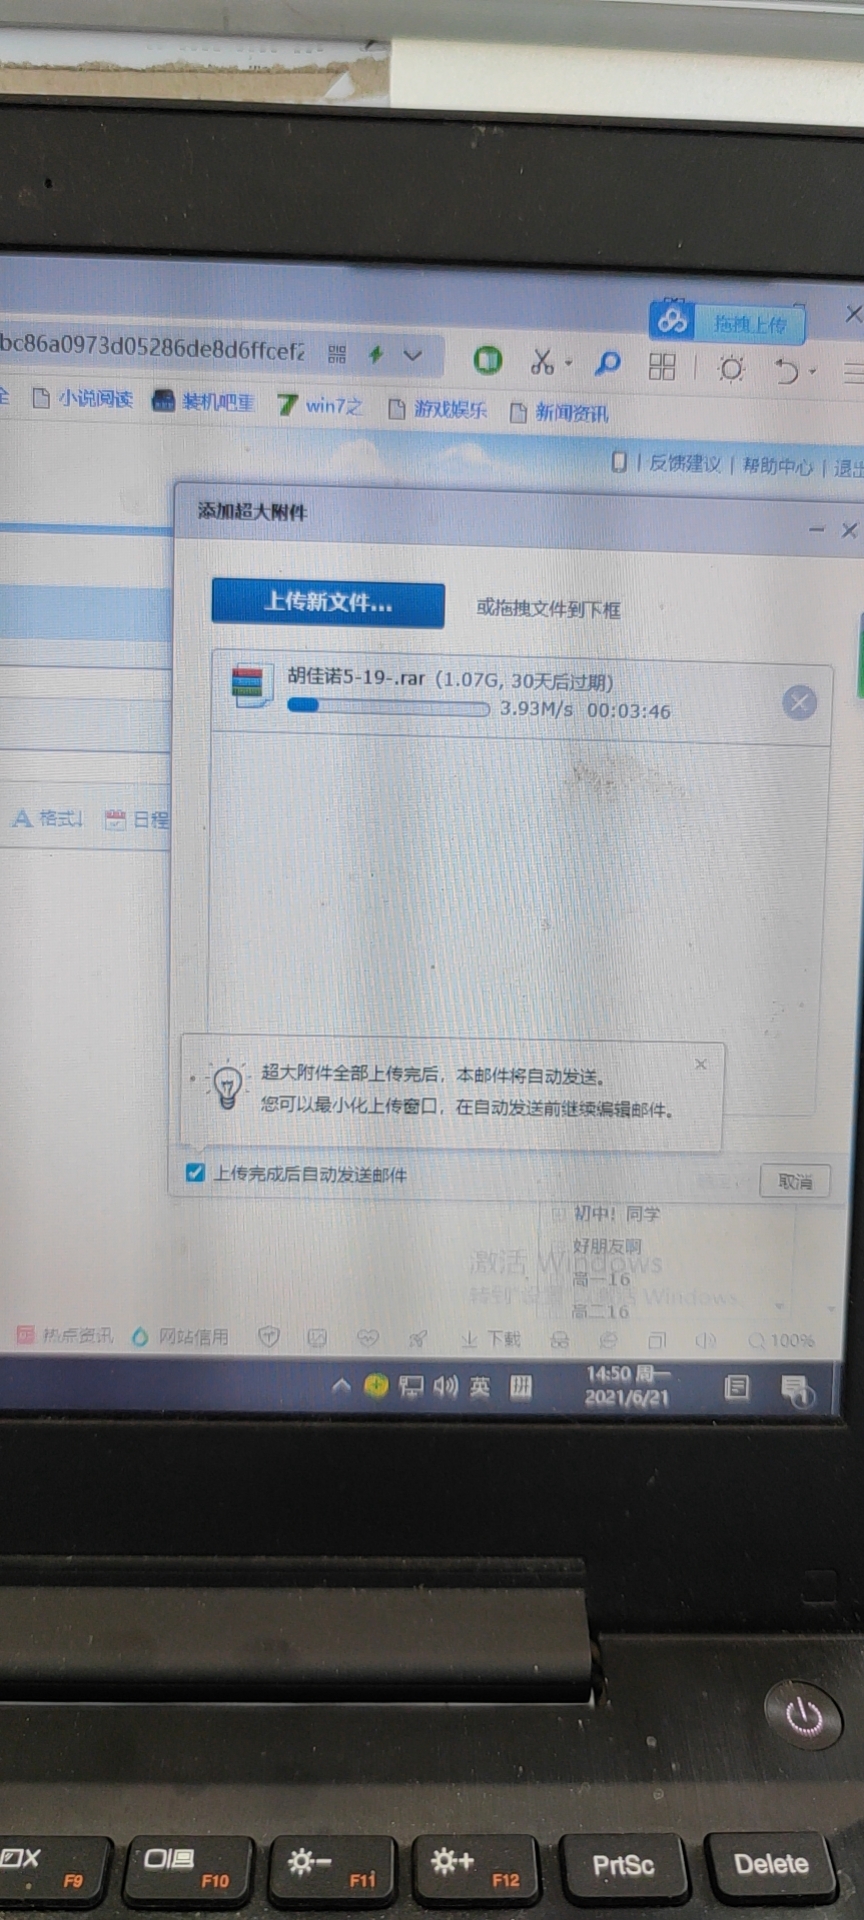 拖拽上传
bc86a0973d05286de8d6ffcef2
全 小说阅读 装机吧重 win7之 游戏娱乐 新闻资讯
| 反馈建议 | 帮助中心 | 退出
添加超大附件
上传新文件... 或拖拽文件到下框
胡佳诺5-19-.rar (1.07G, 30天后过期)
3.93M/s 00:03:46
格式↓ 日程
超大附件全部上传完后，本邮件将自动发送。
您可以最小化上传窗口，在自动发送前继续编辑邮件。
上传完成后自动发送邮件 取消
初中！同学
好朋友啊
激活 Windows
高一16
转到"设置"以激活 Windows。
高二16
热点资讯 网站信用 下载 100%
英 拼 14:50 周一
2021/6/21
1
F9 F10 F11 F12 PrtSc Delete